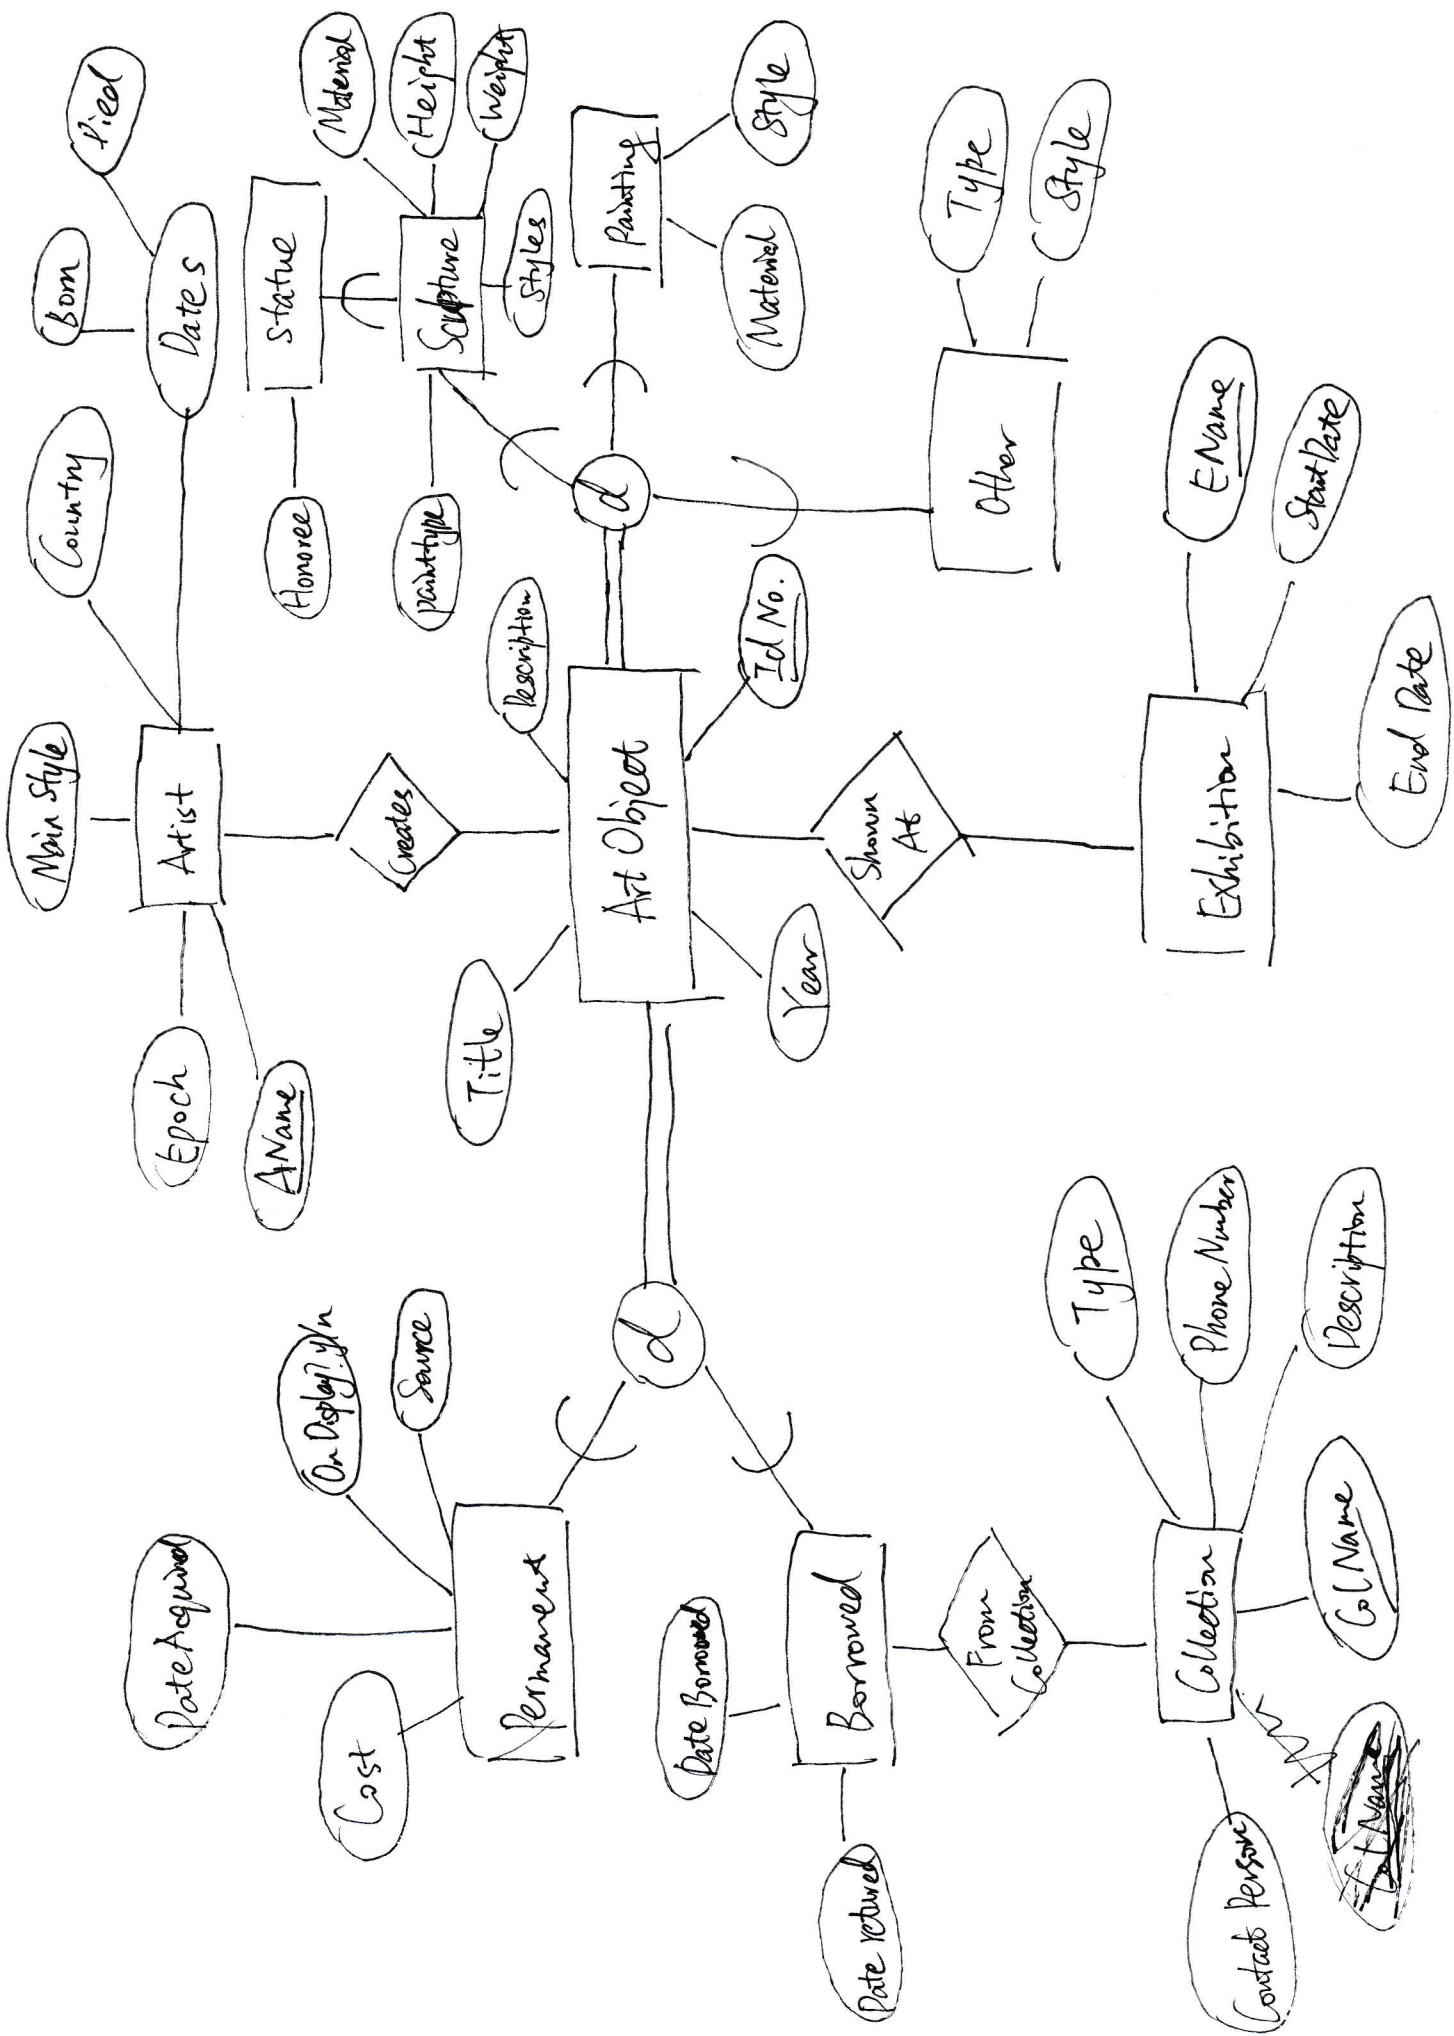 Main Style
Country
Born
Died
Date Acquired
Epoch
Artist
Dates
AName
Honoree
Statue
Material
On Display? y/n
Cost
Source
Creates
painttype
Sculpture
Height
Weight
Title
Description
Styles
Permanent
d
Art Object
d
Painting
Style
Material
Date Borrowed
Year
Id No.
Date retured
Borrowed
Shown
At
Other
Type
Style
From
Collection
Type
Collection
Phone Number
Exhibition
EName
Start Date
Contact Person
ColName
Description
End Date